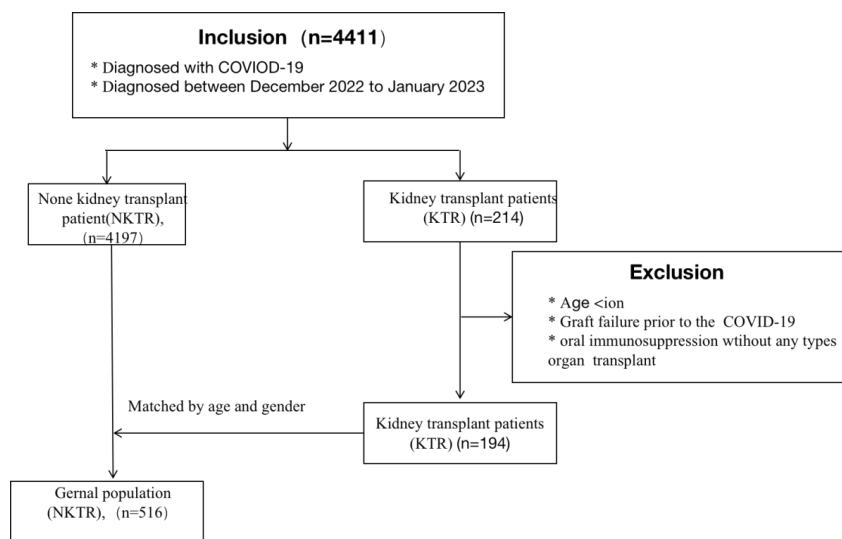 Inclusion (n=4411)
* Diagnosed with COVIOD-19
* Diagnosed between December 2022 to January 2023
None kidney transplant
patient(NKTR),
(n=4197)
Kidney transplant patients
(KTR) (n=214)
Exclusion
* Age <ion
* Graft failure prior to the COVID-19
* oral immunosuppression wtihout any types
organ transplant
Matched by age and gender
Kidney transplant patients
(KTR) (n=194)
Gernal population
(NKTR), (n=516)